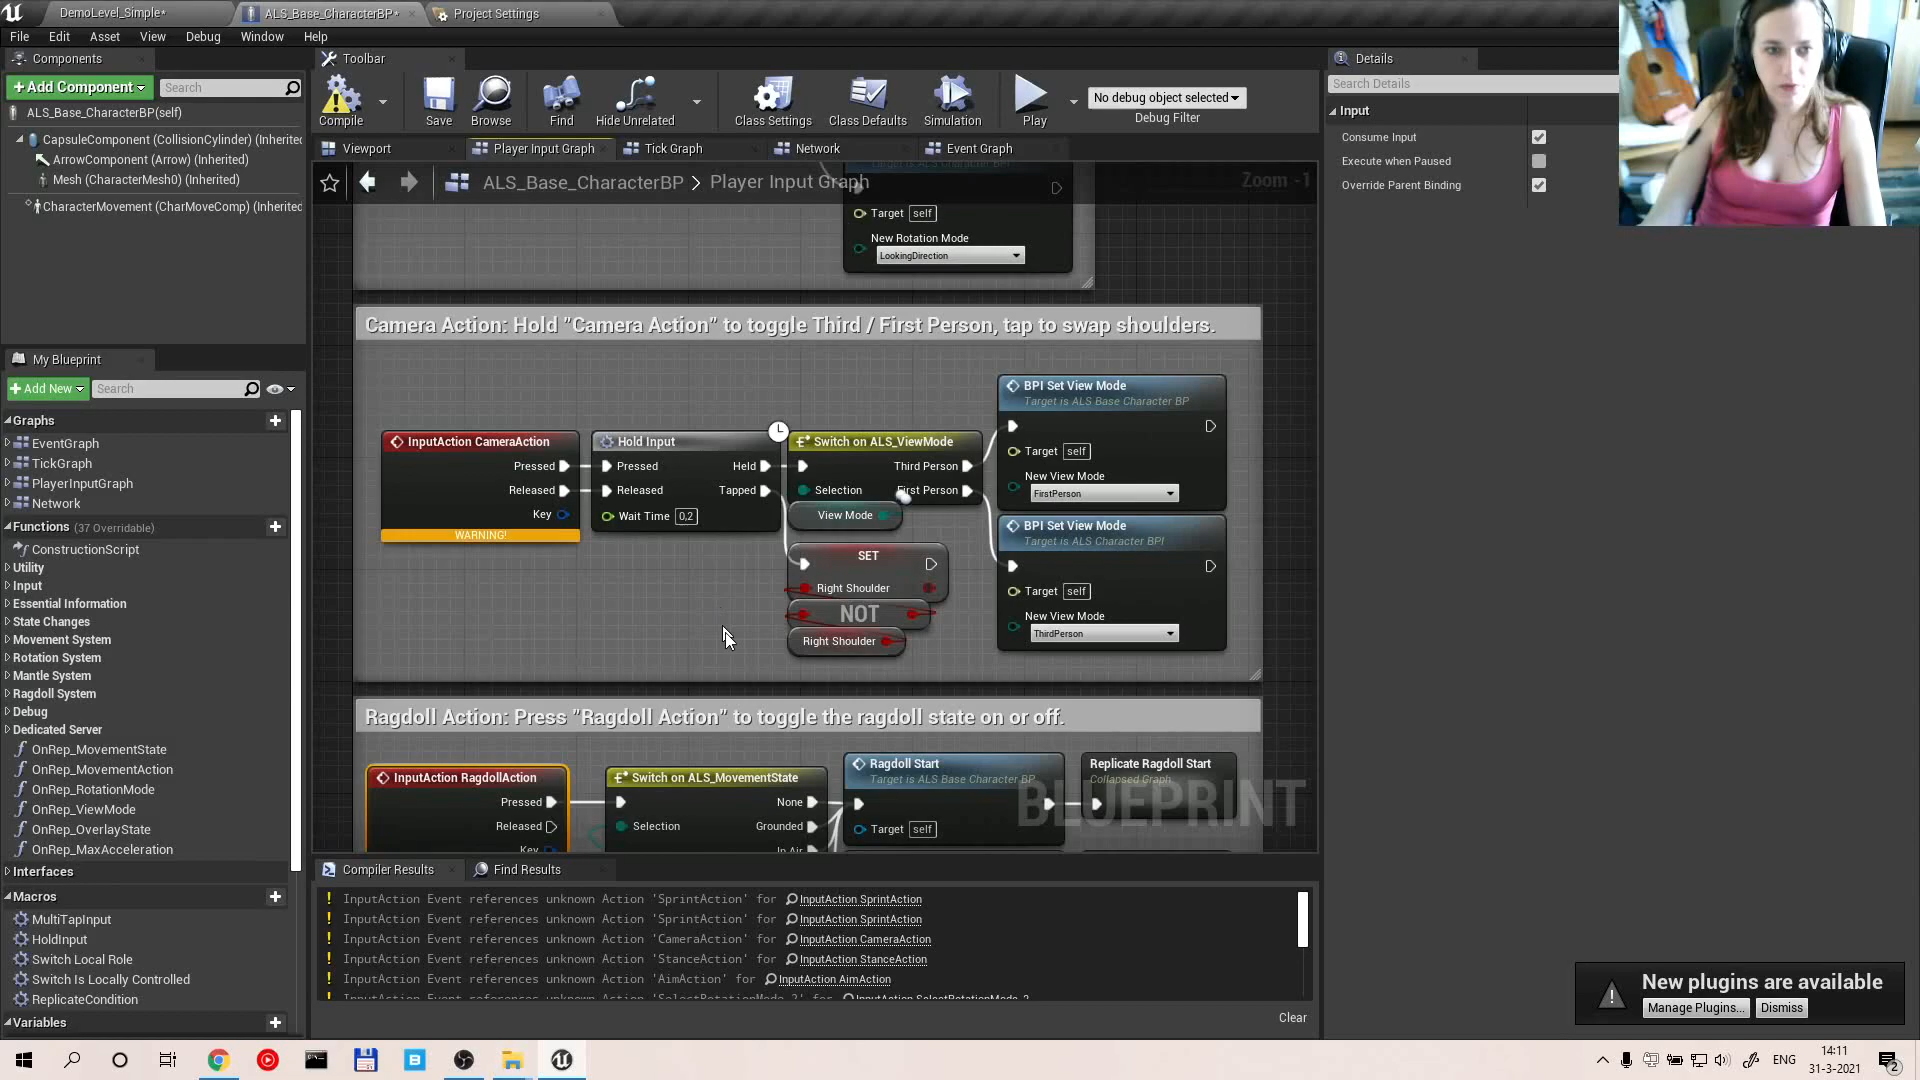 DemoLevel_Simple*
ALS_Base_CharacterBP*
Project Settings
File Edit Asset View Debug Window Help
Components
Toolbar
Details
+Add Component
Search
Search Details
ALS_Base_CharacterBP(self)
CapsuleComponent (CollisionCylinder) (Inherite
ArrowComponent (Arrow) (Inherited)
Mesh (CharacterMesh0) (Inherited)
CharacterMovement (CharMoveComp) (Inherited
Compile
Save
Browse
Find
Hide Unrelated
Class Settings
Class Defaults
Simulation
Play
No debug object selected
Debug Filter
Input
Consume Input
Execute when Paused
Override Parent Binding
Viewport
Player Input Graph
Tick Graph
Network
Event Graph
ALS_Base_CharacterBP > Player Input Graph
Zoom -1
Target self
New Rotation Mode
LookingDirection
Camera Action: Hold "Camera Action" to toggle Third / First Person, tap to swap shoulders.
InputAction CameraAction
Pressed
Released
Key
WARNING!
Hold Input
Pressed Held
Released Tapped
Wait Time 0,2
Switch on ALS_ViewMode
Third Person
Selection First Person
View Mode
SET
Right Shoulder
NOT
Right Shoulder
BPI Set View Mode
Target is ALS Base Character BP
Target self
New View Mode
FirstPerson
BPI Set View Mode
Target is ALS Character BPI
Target self
New View Mode
ThirdPerson
Ragdoll Action: Press "Ragdoll Action" to toggle the ragdoll state on or off.
InputAction RagdollAction
Pressed
Released
Key
Switch on ALS_MovementState
None
Selection Grounded
In Air
Ragdoll Start
Target is ALS Base Character BP
Target self
Replicate Ragdoll Start
Collapsed Graph
BLUEPRINT
My Blueprint
+Add New
Search
Graphs
EventGraph
TickGraph
PlayerInputGraph
Network
Functions (37 Overridable)
ConstructionScript
Utility
Input
Essential Information
State Changes
Movement System
Rotation System
Mantle System
Ragdoll System
Debug
Dedicated Server
OnRep_MovementState
OnRep_MovementAction
OnRep_RotationMode
OnRep_ViewMode
OnRep_OverlayState
OnRep_MaxAcceleration
Interfaces
Macros
MultiTapInput
HoldInput
Switch Local Role
Switch Is Locally Controlled
ReplicateCondition
Variables
Compiler Results
Find Results
InputAction Event references unknown Action 'SprintAction' for InputAction SprintAction
InputAction Event references unknown Action 'SprintAction' for InputAction SprintAction
InputAction Event references unknown Action 'CameraAction' for InputAction CameraAction
InputAction Event references unknown Action 'StanceAction' for InputAction StanceAction
InputAction Event references unknown Action 'AimAction' for InputAction AimAction
InputAction Event references unknown Action 'SelectRotationMode_2' for InputAction SelectRotationMode_2
Clear
New plugins are available
Manage Plugins...
Dismiss
ENG
14:11
31-3-2021
2